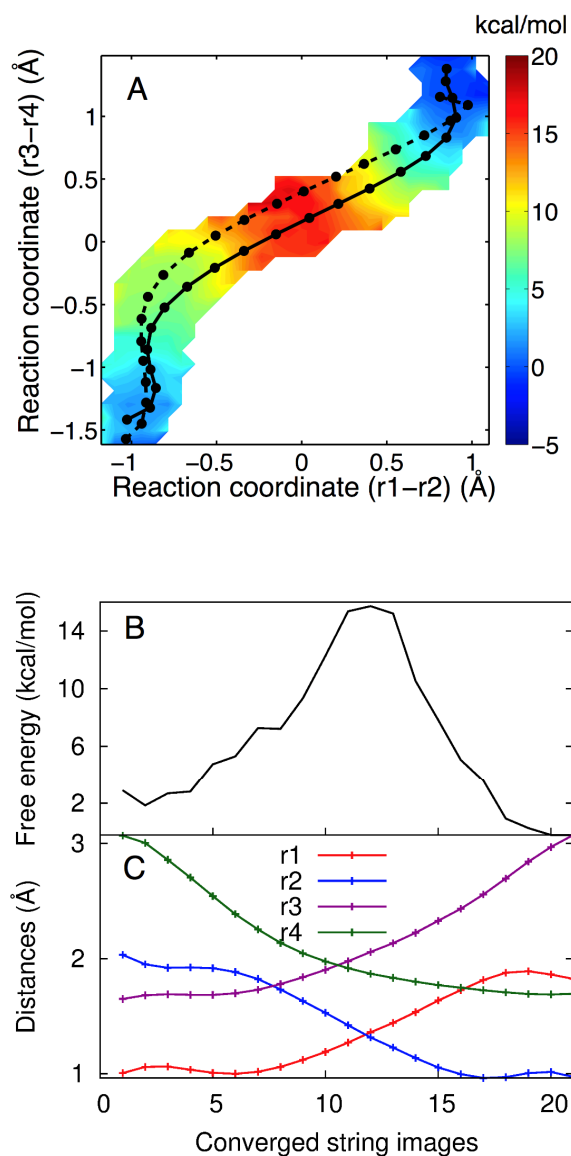 kcal/mol
A
Reaction coordinate (r3−r4) (Å)
1
0.5
0
−0.5
−1
−1.5
−1
−0.5
0
0.5
1
Reaction coordinate (r1−r2) (Å)
20
15
10
5
0
−5
B
Free energy (kcal/mol)
14
10
6
2
C
Distances (Å)
3
2
1
r1
r2
r3
r4
0
5
10
15
20
Converged string images